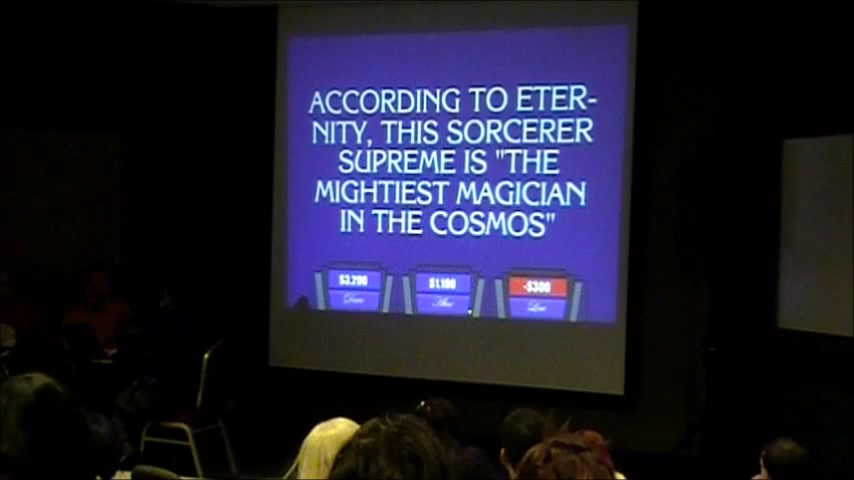 ACCORDING TO ETER-
NITY, THIS SORCERER
SUPREME IS "THE
MIGHTIEST MAGICIAN
IN THE COSMOS"
$3,200 $1,100 -$300